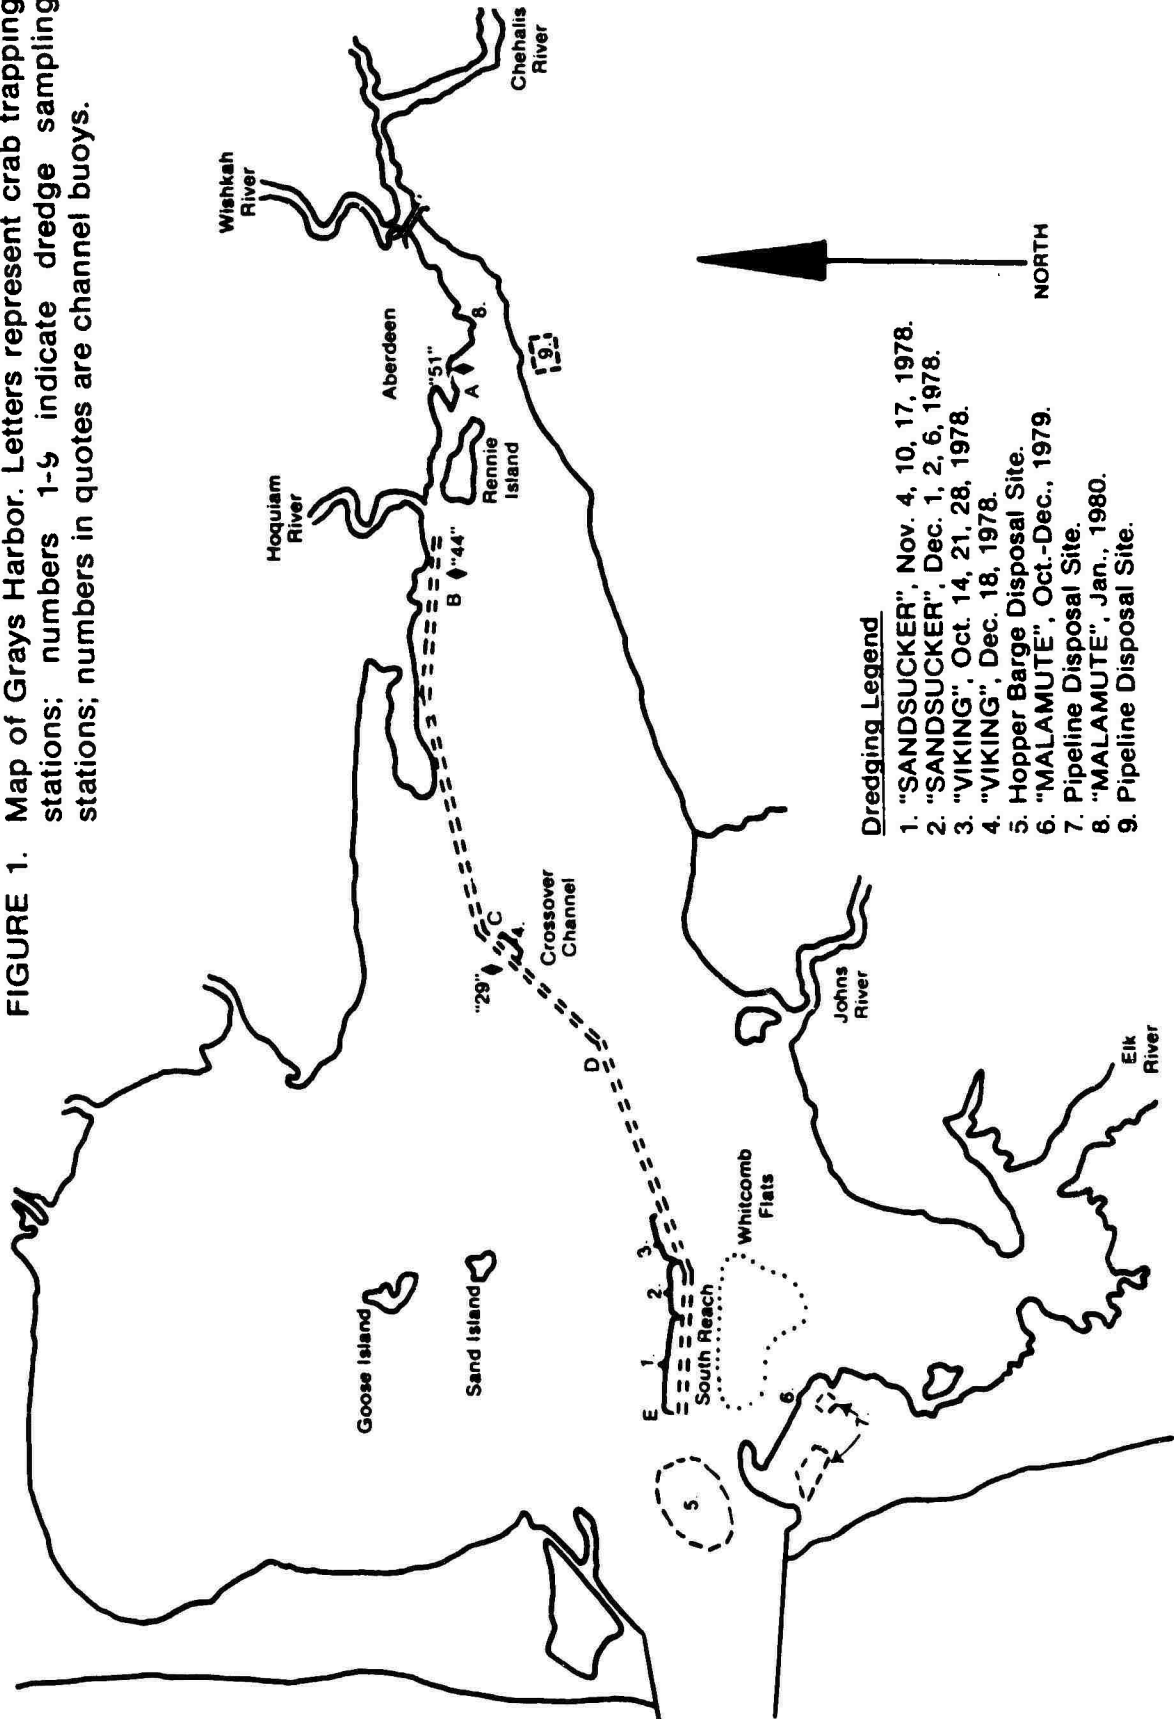 FIGURE 1. Map of Grays Harbor. Letters represent crab trapping
stations; numbers 1-9 indicate dredge sampling
stations; numbers in quotes are channel buoys.
Wishkah
River
Chehalis
River
Hoquiam
River
Aberdeen
"51"
A
8.
9.
Rennie
Island
"44"
B
NORTH
"29"
C
4.
Crossover
Channel
D
Goose Island
Sand Island
3.
2.
1.
E
South Reach
Whitcomb
Flats
5.
6.
7.
Johns
River
Elk
River
Dredging Legend
1. "SANDSUCKER", Nov. 4, 10, 17, 1978.
2. "SANDSUCKER", Dec. 1, 2, 6, 1978.
3. "VIKING", Oct. 14, 21, 28, 1978.
4. "VIKING", Dec. 18, 1978.
5. Hopper Barge Disposal Site.
6. "MALAMUTE", Oct.-Dec., 1979.
7. Pipeline Disposal Site.
8. "MALAMUTE", Jan., 1980.
9. Pipeline Disposal Site.